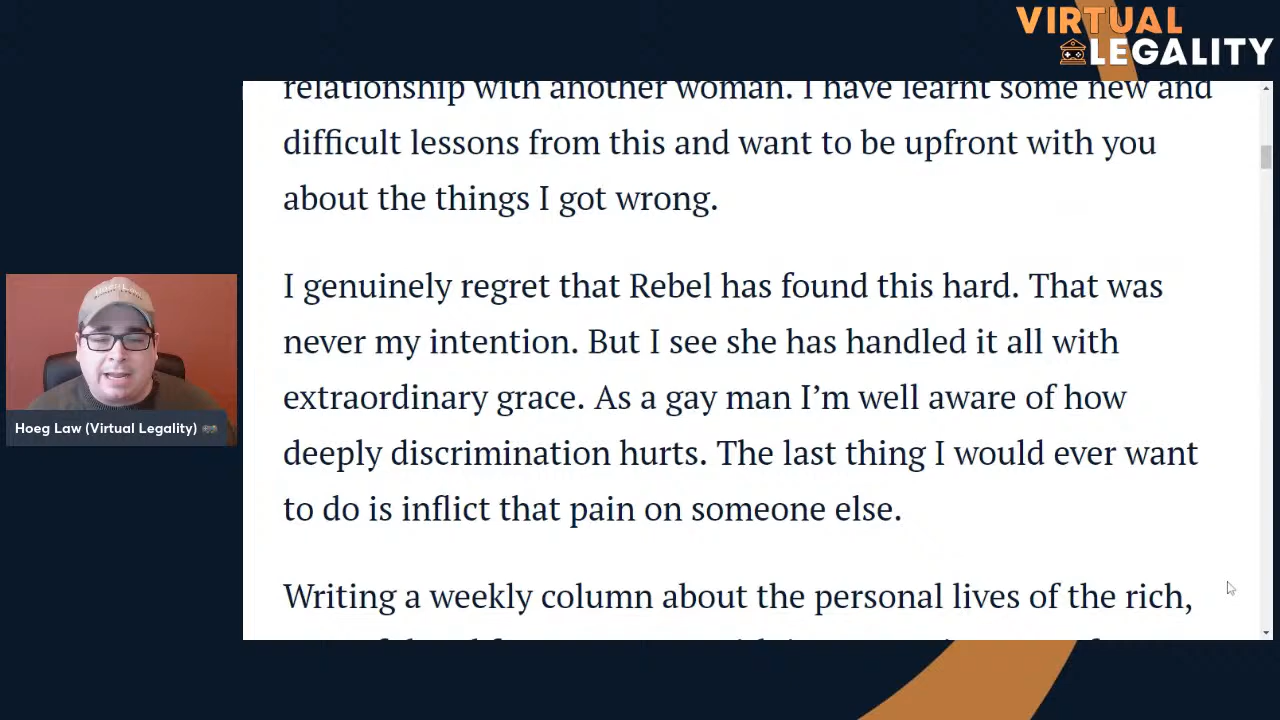 VIRTUAL
LEGALITY
relationship with another woman. I have learnt some new and
difficult lessons from this and want to be upfront with you
about the things I got wrong.
I genuinely regret that Rebel has found this hard. That was
never my intention. But I see she has handled it all with
extraordinary grace. As a gay man I’m well aware of how
deeply discrimination hurts. The last thing I would ever want
to do is inflict that pain on someone else.
Writing a weekly column about the personal lives of the rich,
Hoeg Law (Virtual Legality)